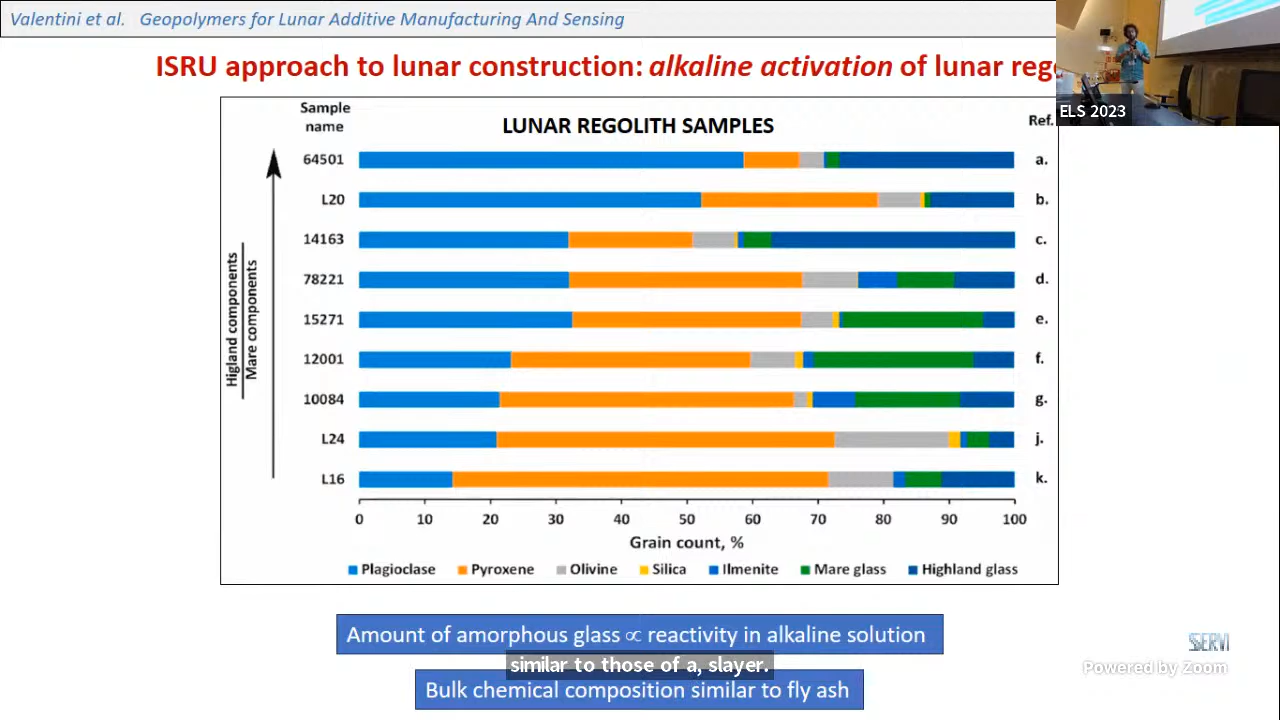 Valentini et al. Geopolymers for Lunar Additive Manufacturing And Sensing
ISRU approach to lunar construction: alkaline activation of lunar rego
ELS 2023
Sample name
LUNAR REGOLITH SAMPLES
Ref.
64501 a.
L20 b.
14163 c.
78221 d.
15271 e.
12001 f.
10084 g.
L24 j.
L16 k.
Higland components
Mare components
0 10 20 30 40 50 60 70 80 90 100
Grain count, %
Plagioclase Pyroxene Olivine Silica Ilmenite Mare glass Highland glass
Amount of amorphous glass ∝ reactivity in alkaline solution
similar to those of a, slayer.
Bulk chemical composition similar to fly ash
SSERVI
Powered by Zoom